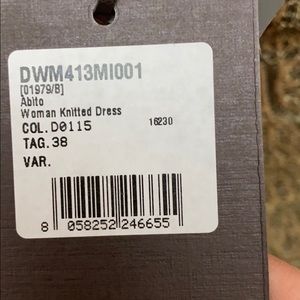 DWM413MI001
[01979/B]
Abito
Woman Knitted Dress
COL.D0115 16230
TAG.38
VAR.
8 058252 246655